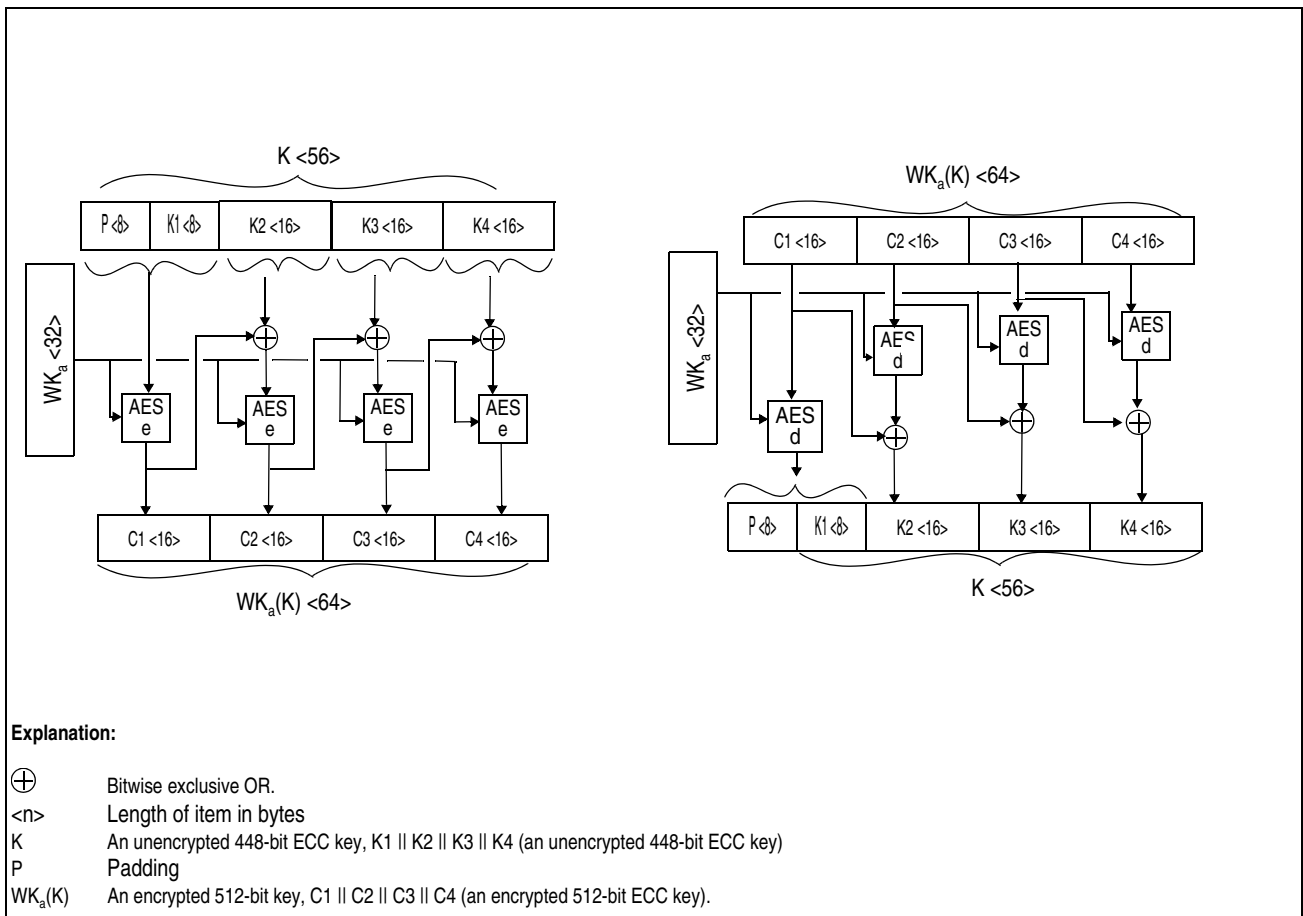 K <56>
P <8> K1 <8> K2 <16> K3 <16> K4 <16>
WKa <32>
AES e AES e AES e AES e
C1 <16> C2 <16> C3 <16> C4 <16>
WKa(K) <64>
WKa(K) <64>
C1 <16> C2 <16> C3 <16> C4 <16>
WKa <32>
AES d AES d AES d AES d
P <8> K1 <8> K2 <16> K3 <16> K4 <16>
K <56>
Explanation:
⊕ Bitwise exclusive OR.
<n> Length of item in bytes
K An unencrypted 448-bit ECC key, K1 || K2 || K3 || K4 (an unencrypted 448-bit ECC key)
P Padding
WKa(K) An encrypted 512-bit key, C1 || C2 || C3 || C4 (an encrypted 512-bit ECC key).